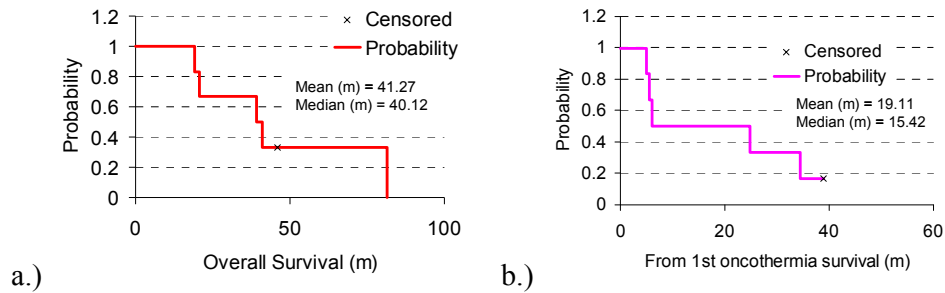 1.2
1
0.8
0.6
0.4
0.2
0
Probability
× Censored
Probability
Mean (m) = 41.27
Median (m) = 40.12
0 50 100
Overall Survival (m)
a.)
1.2
1
0.8
0.6
0.4
0.2
0
Probability
× Censored
Probability
Mean (m) = 19.11
Median (m) = 15.42
0 20 40 60
From 1st oncothermia survival (m)
b.)